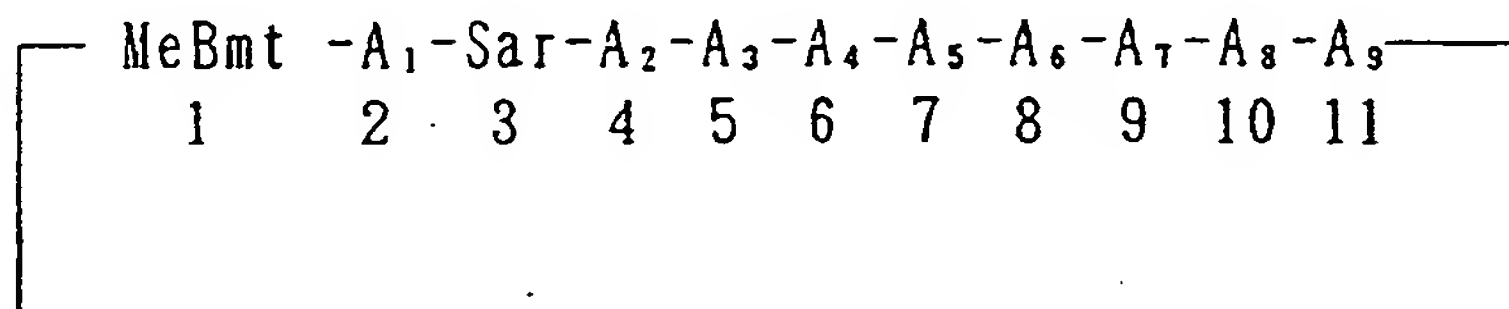 MeBmt -A₁-Sar-A₂-A₃-A₄-A₅-A₆-A₇-A₈-A₉
1 2 3 4 5 6 7 8 9 10 11